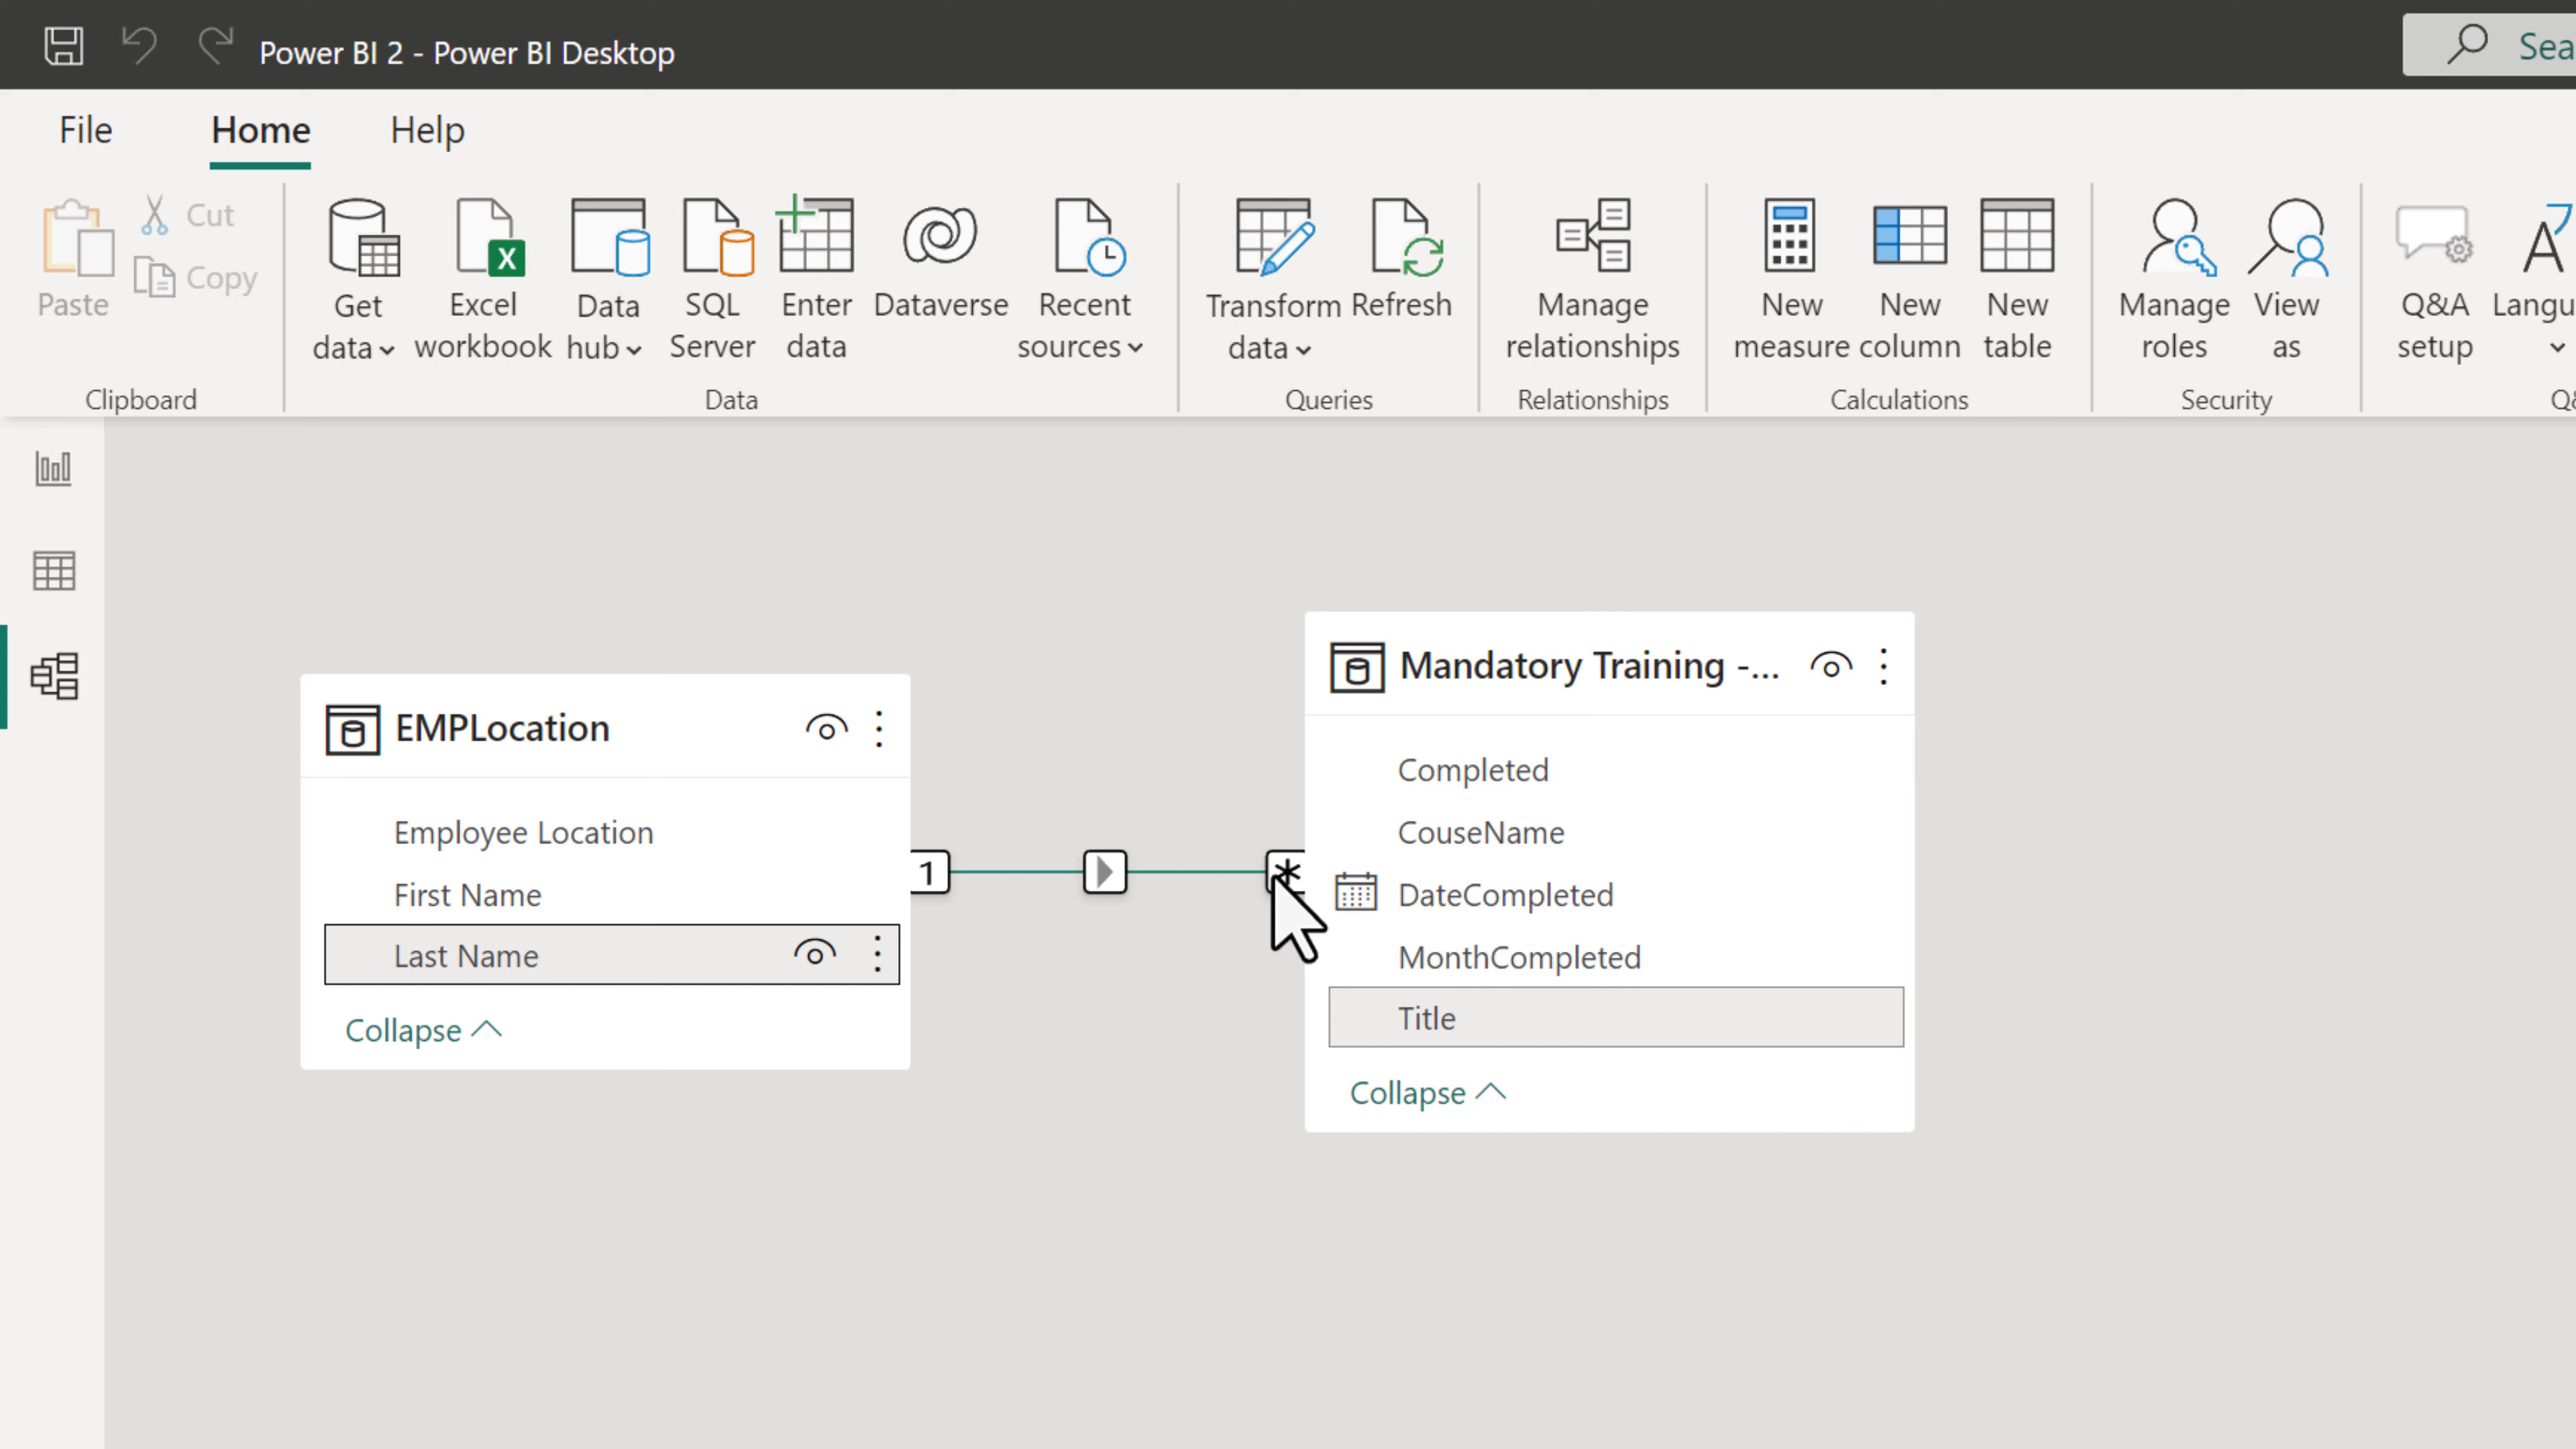 Power BI 2 - Power BI Desktop
Sea
File Home Help
Paste
Cut
Copy
Clipboard
Get data
Excel workbook
Data hub
SQL Server
Enter data
Dataverse
Recent sources
Data
Transform data
Refresh
Queries
Manage relationships
Relationships
New measure
New column
New table
Calculations
Manage roles
View as
Security
Q&A setup
Langu
Q&
EMPLocation
Employee Location
First Name
Last Name
Collapse
1
*
Mandatory Training -...
Completed
CouseName
DateCompleted
MonthCompleted
Title
Collapse